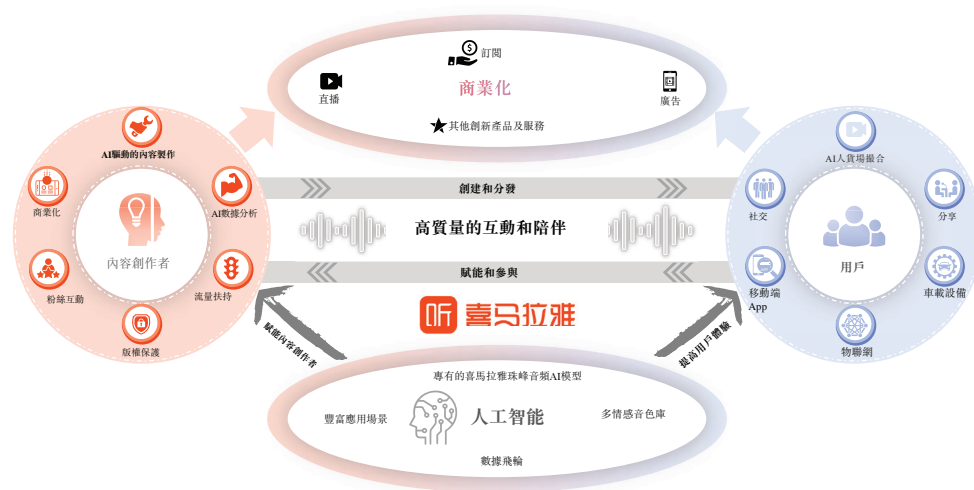 訂閱
直播
商業化
廣告
其他創新產品及服務
AI驅動的內容製作
商業化
AI數據分析
內容創作者
粉絲互動
流量扶持
版權保護
創建和分發
高質量的互動和陪伴
賦能和參與
听 喜马拉雅
AI人貨場撮合
社交
分享
用戶
移動端
App
車載設備
物聯網
賦能內容創作者
提高用戶體驗
專有的喜馬拉雅珠峰音頻AI模型
豐富應用場景
人工智能
多情感音色庫
數據飛輪